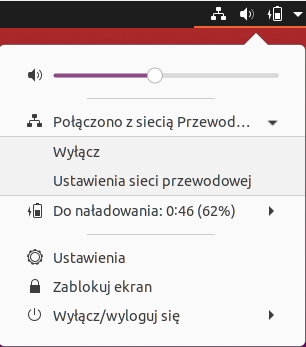 Połączono z siecią Przewod...
Wyłącz
Ustawienia sieci przewodowej
Do naładowania: 0:46 (62%)
Ustawienia
Zablokuj ekran
Wyłącz/wyloguj się